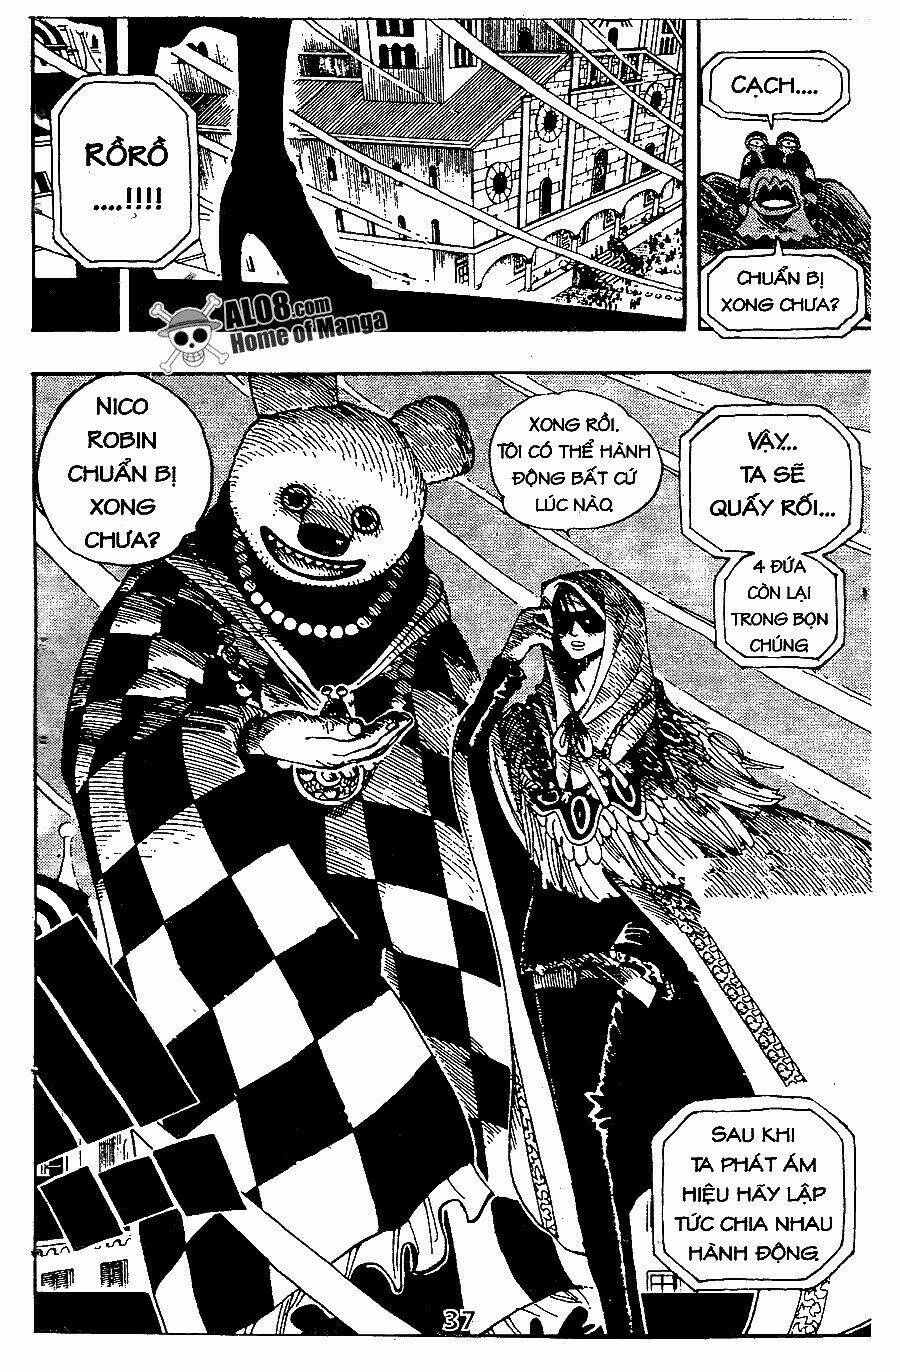 RỒRỒ
....!!!!
CẠCH....
CHUẨN BỊ
XONG CHƯA?
ALO8.com
Home of Manga
NICO
ROBIN
CHUẨN BỊ
XONG
CHƯA?
XONG RỒI.
TÔI CÓ THỂ HÀNH
ĐỘNG BẤT CỨ
LÚC NÀO.
VẬY...
TA SẼ
QUẤY RỐI...
4 ĐỨA
CÒN LẠI
TRONG BỌN
CHÚNG
SAU KHI
TA PHÁT ÁM
HIỆU HÃY LẬP
TỨC CHIA NHAU
HÀNH ĐỘNG.
37